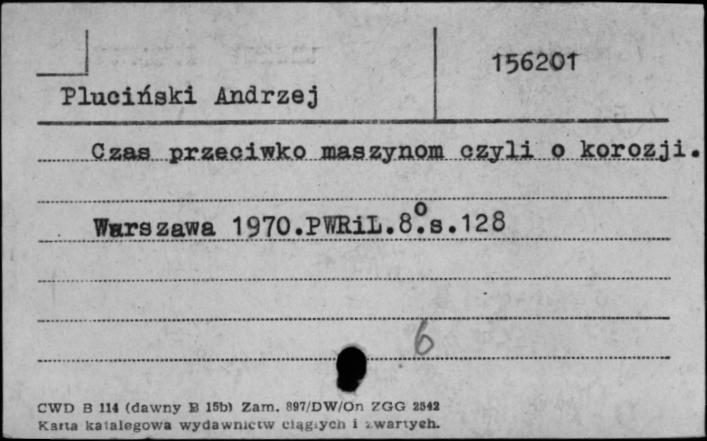 156201
Pluciński Andrzej
Czas przeciwko maszynom czyli o korozji.
Warszawa 1970.PWRiL.8°.s.128
6
CWD B 114 (dawny B 15b) Zam. 897/DW/On ZGG 2542
Karta katalogowa wydawnictw ciągłych i zwartych.